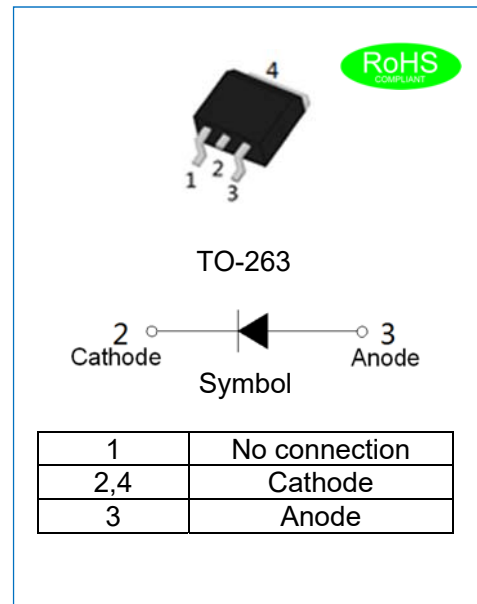 RoHS
COMPLIANT
4
1
2
3
TO-263
2 3
Cathode Anode
Symbol
1 No connection
2,4 Cathode
3 Anode